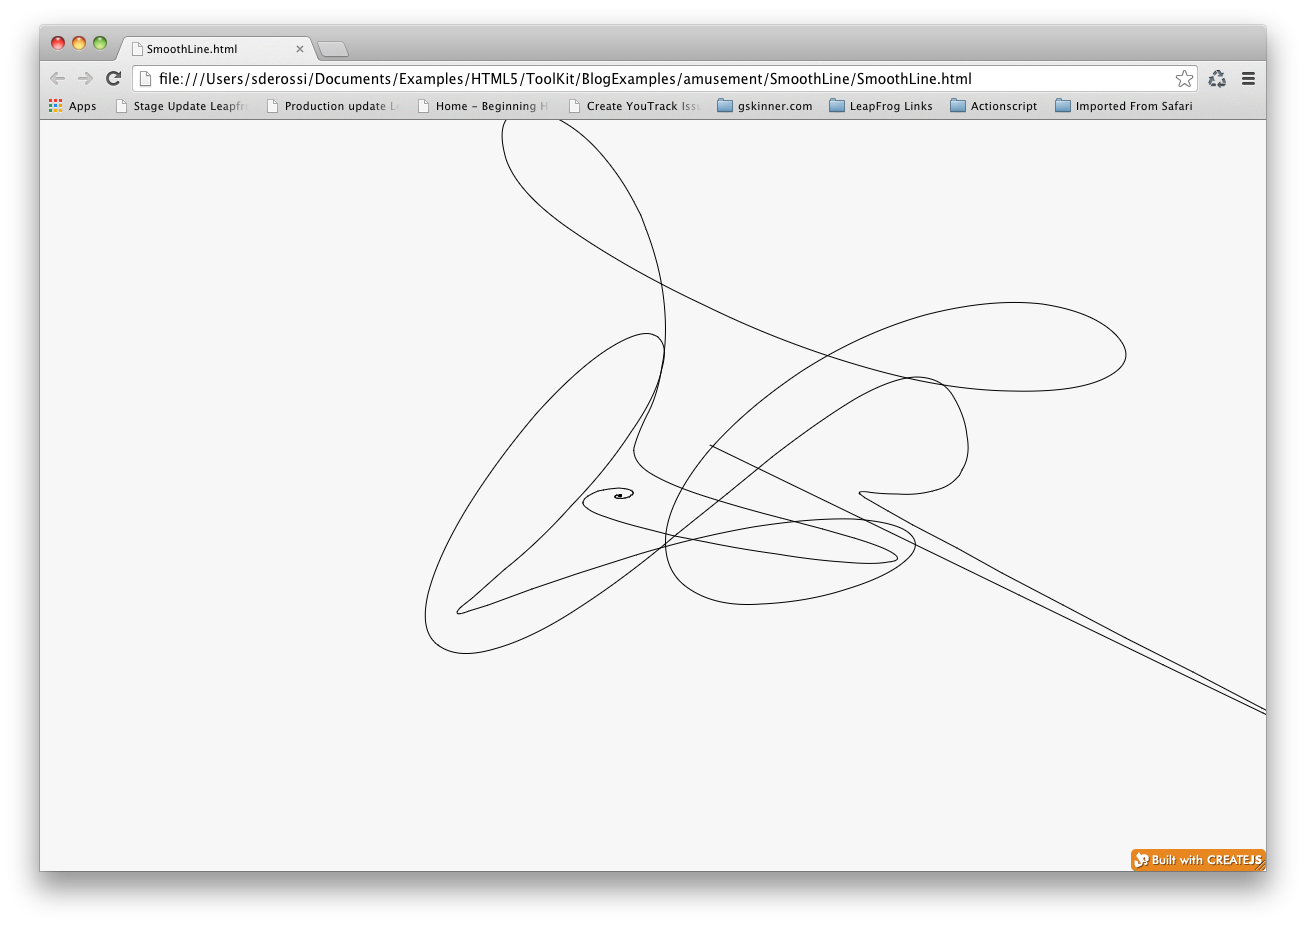 SmoothLine.html
file:///Users/sderossi/Documents/Examples/HTML5/ToolKit/BlogExamples/amusement/SmoothLine/SmoothLine.html
Apps Stage Update Leapfr Production update L Home - Beginning H Create YouTrack Iss gskinner.com LeapFrog Links Actionscript Imported From Safari
Built with CREATEJS